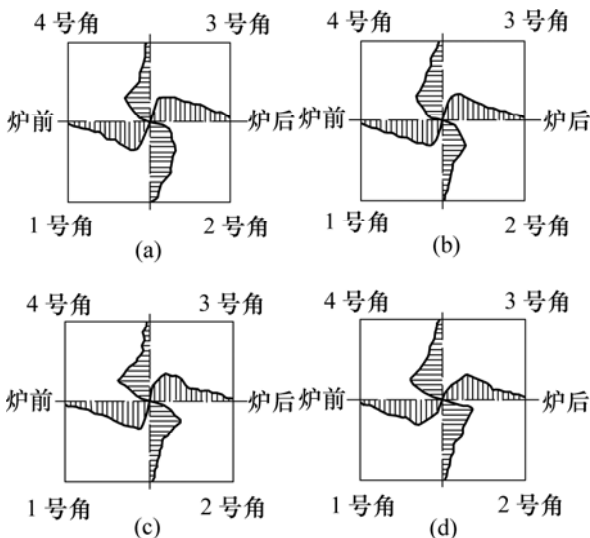 4号角 3号角 4号角 3号角
炉前 炉后 炉前 炉后
1号角 2号角 1号角 2号角
(a) (b)
4号角 3号角 4号角 3号角
炉前 炉后 炉前 炉后
1号角 2号角 1号角 2号角
(c) (d)